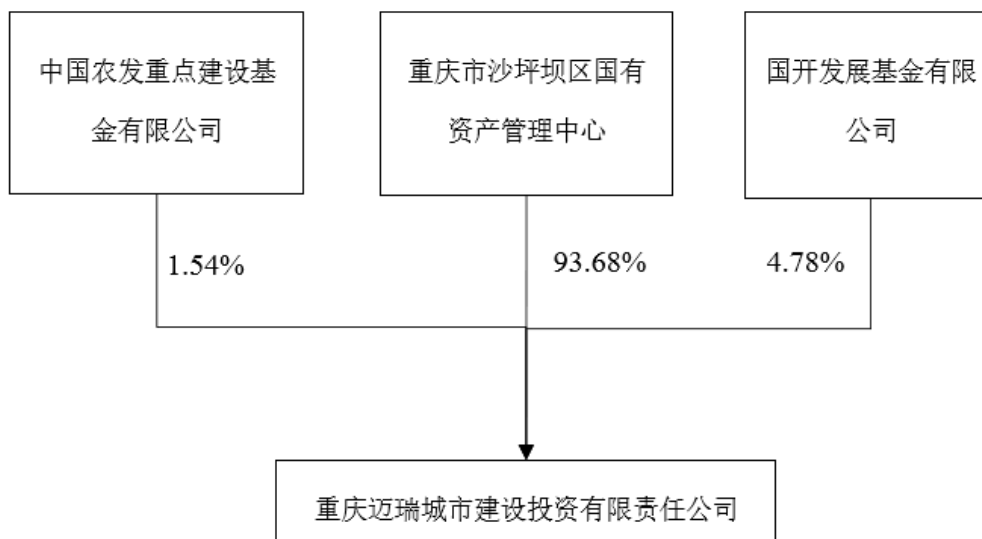 中国农发重点建设基
金有限公司
重庆市沙坪坝区国有
资产管理中心
国开发展基金有限
公司
1.54%
93.68%
4.78%
重庆迈瑞城市建设投资有限责任公司